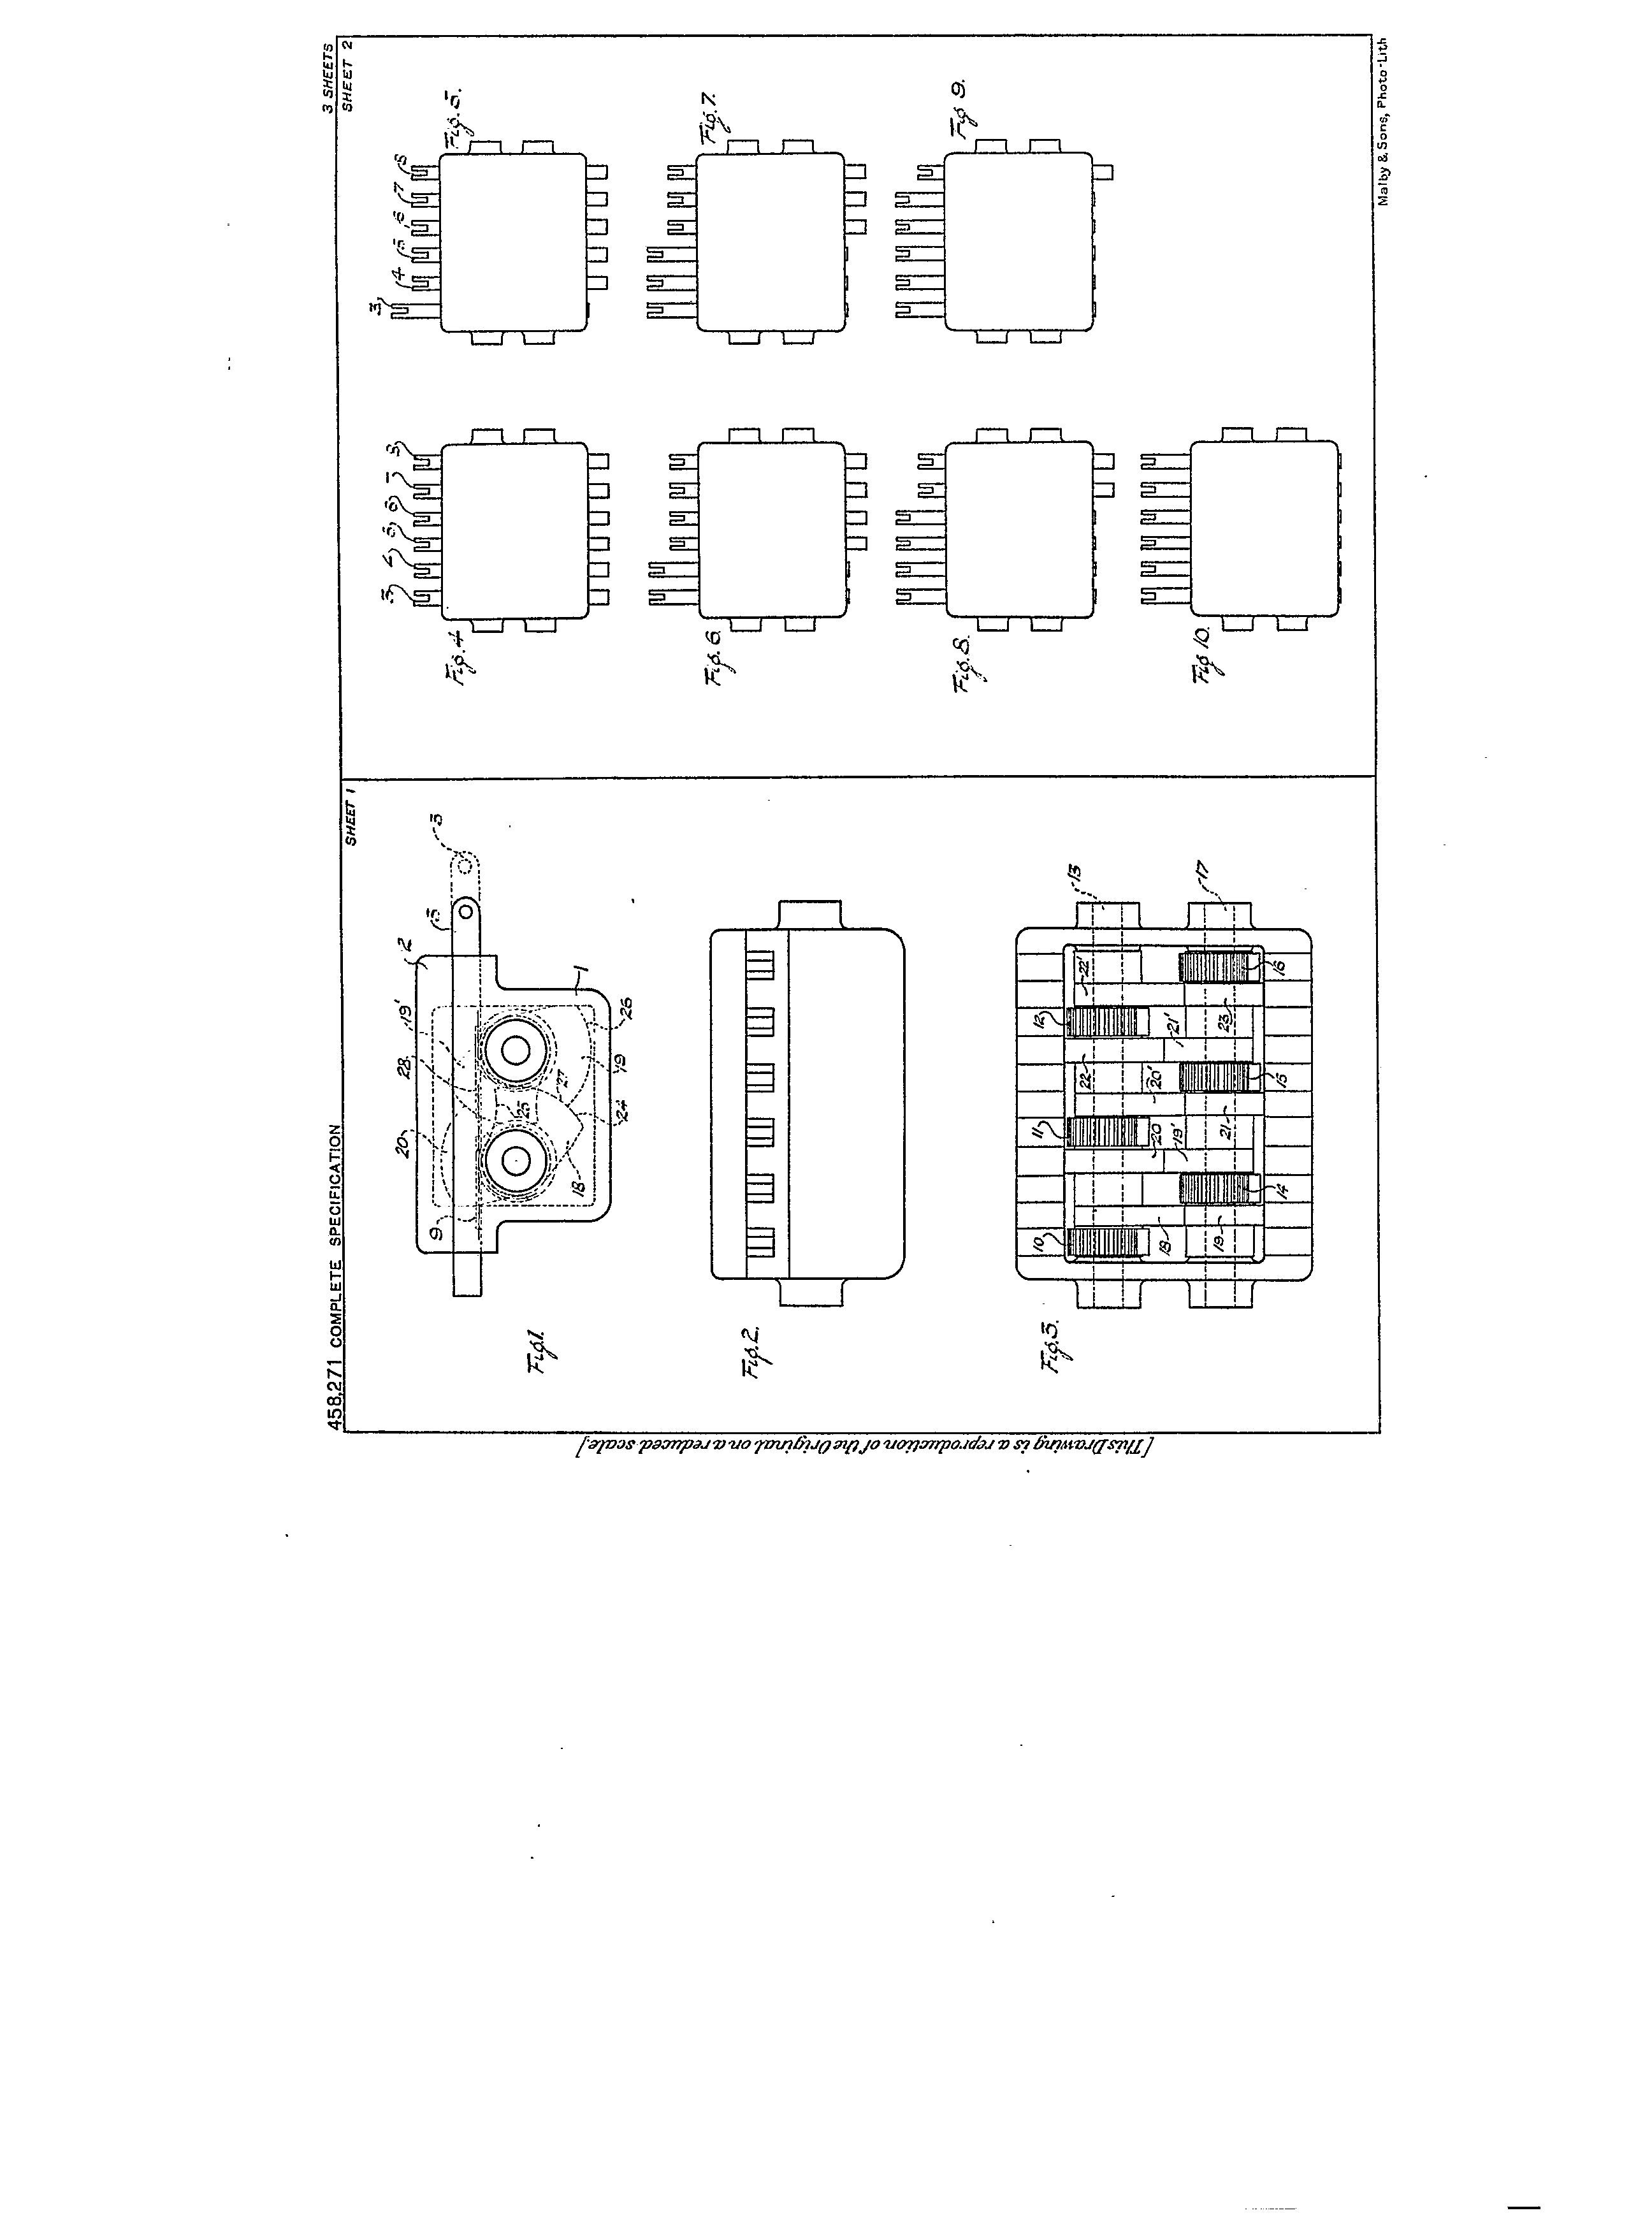 458,271 COMPLETE SPECIFICATION
3 SHEETS
SHEET 1
SHEET 2
3
3
2
19'
28
20
9
1
26
19
27
25
24
18
Fig.1.
Fig.2.
13
17
12
22'
16
21'
23
22
20'
15
11
20
19'
21
14
10
18
19
Fig.3.
3 4 5 6 7 8
Fig.4
3 4 5 6 7 8
Fig.5.
Fig.6.
Fig.7.
Fig.8.
Fig 9.
Fig 10.
[This Drawing is a reproduction of the Original on a reduced scale.]
Malby & Sons, Photo-Lith